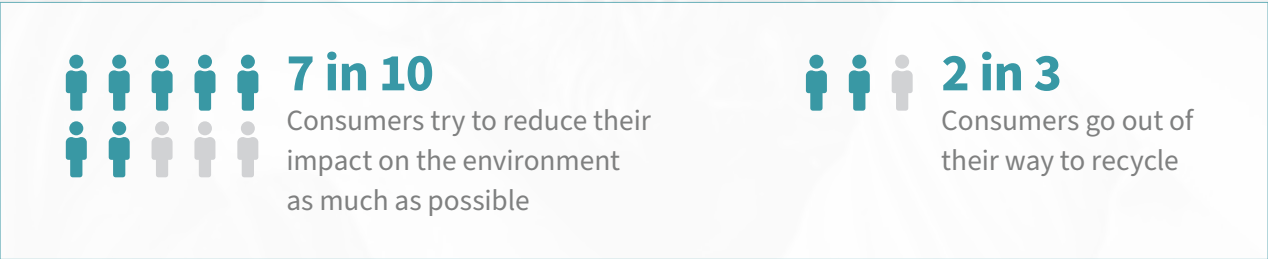 7 in 10
Consumers try to reduce their
impact on the environment
as much as possible
2 in 3
Consumers go out of
their way to recycle